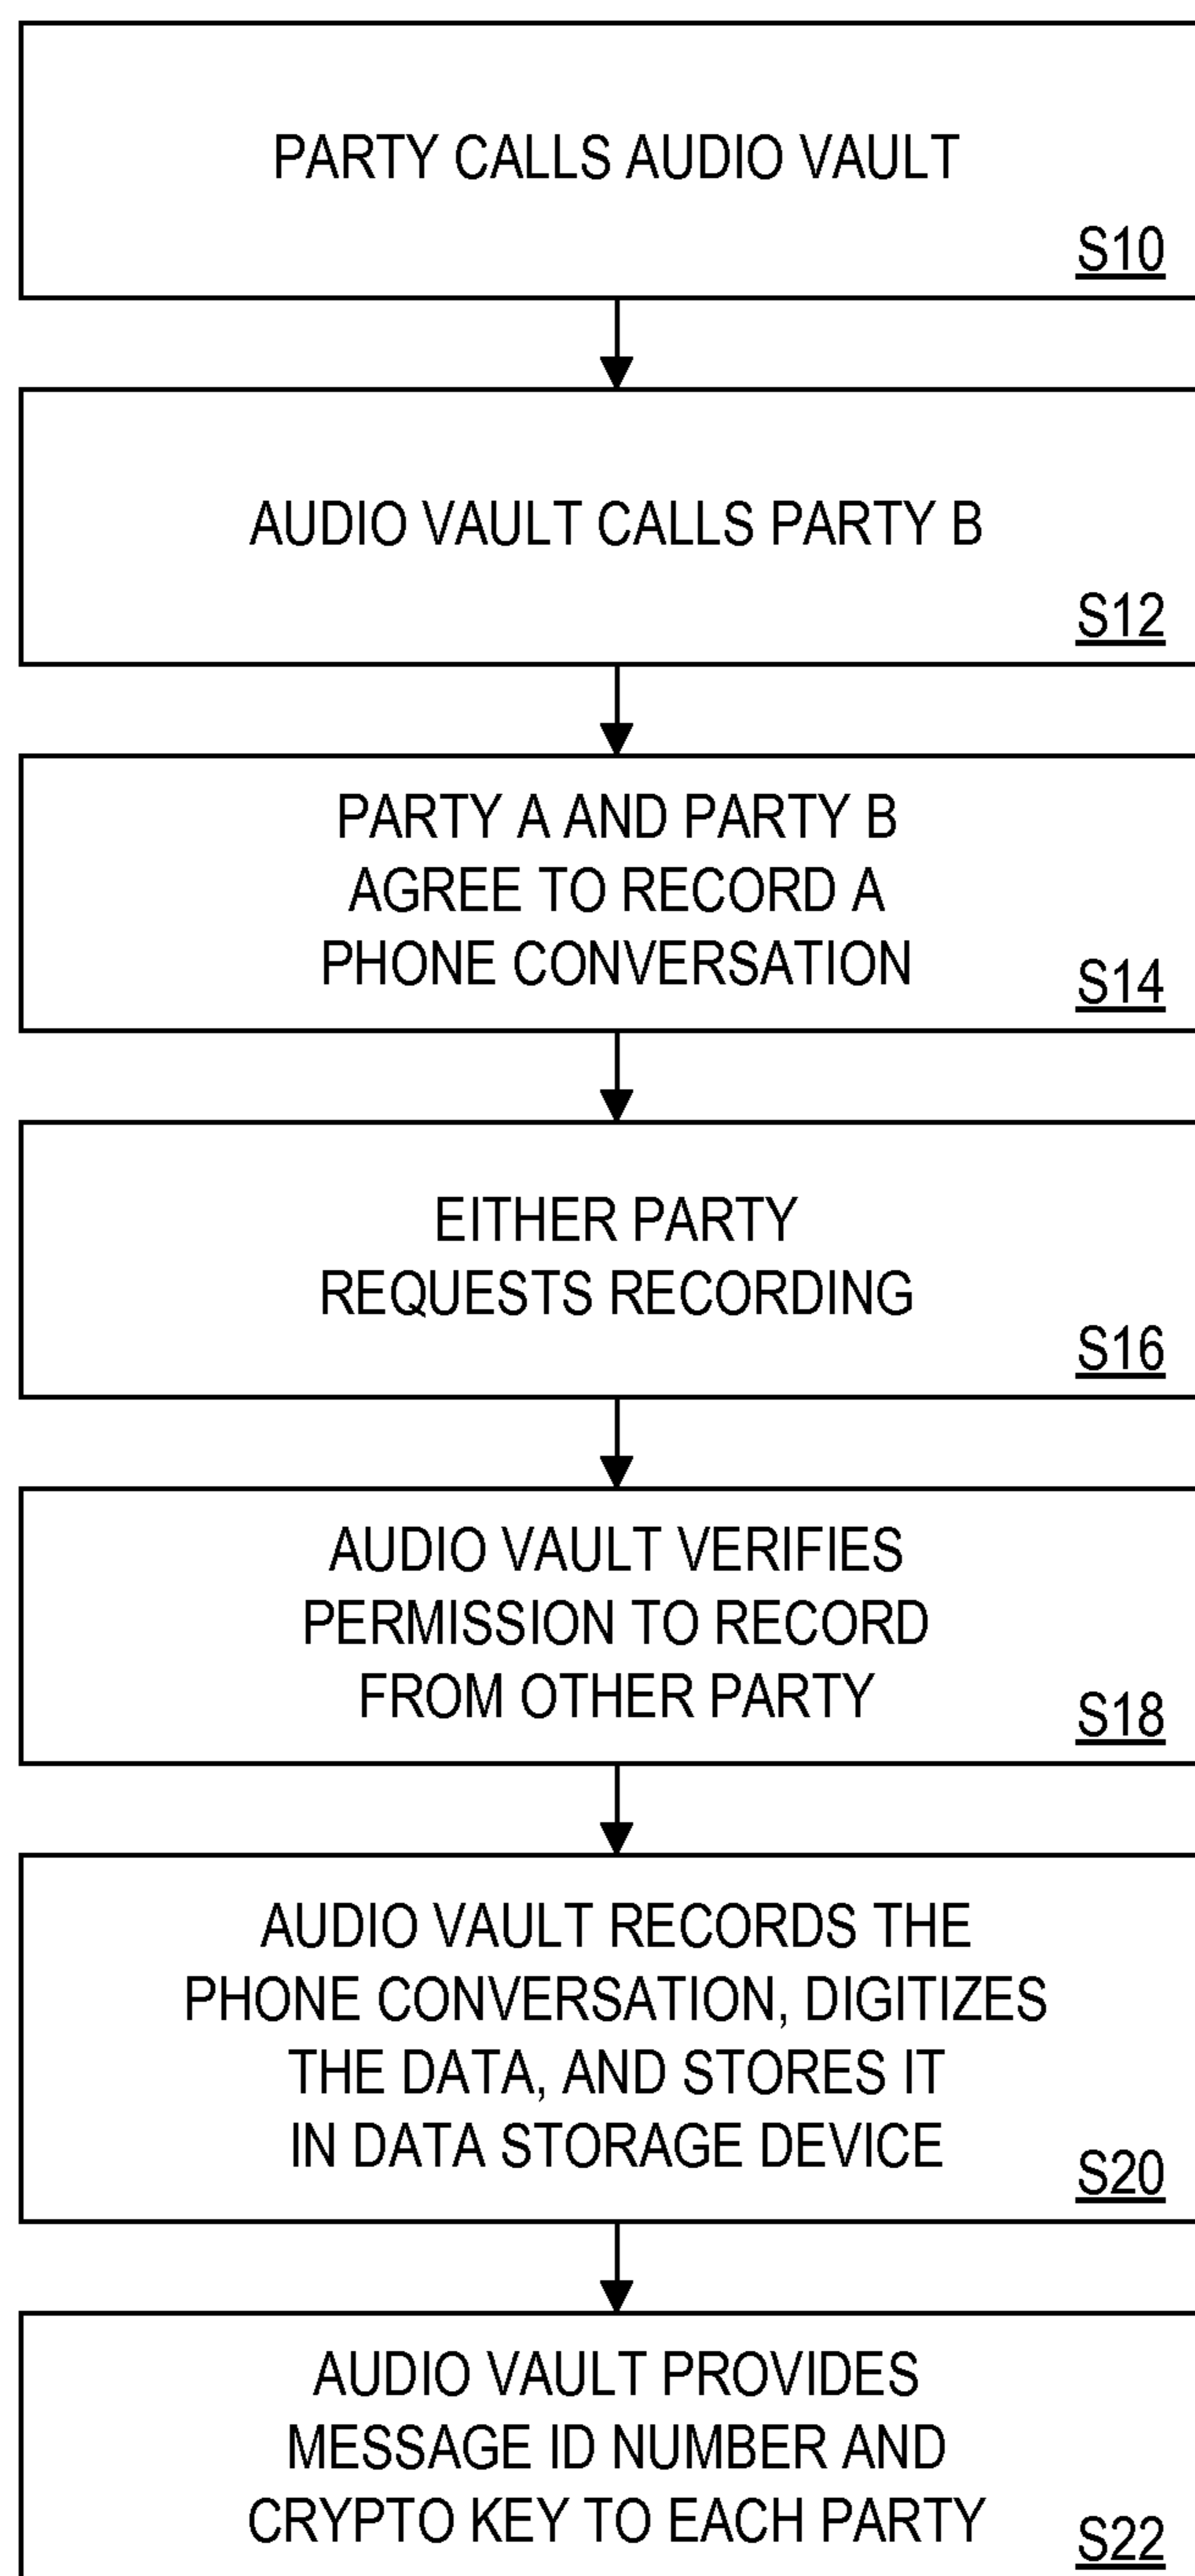 PARTY CALLS AUDIO VAULT
S10
AUDIO VAULT CALLS PARTY B
S12
PARTY A AND PARTY B
AGREE TO RECORD A
PHONE CONVERSATION
S14
EITHER PARTY
REQUESTS RECORDING
S16
AUDIO VAULT VERIFIES
PERMISSION TO RECORD
FROM OTHER PARTY
S18
AUDIO VAULT RECORDS THE
PHONE CONVERSATION, DIGITIZES
THE DATA, AND STORES IT
IN DATA STORAGE DEVICE
S20
AUDIO VAULT PROVIDES
MESSAGE ID NUMBER AND
CRYPTO KEY TO EACH PARTY
S22